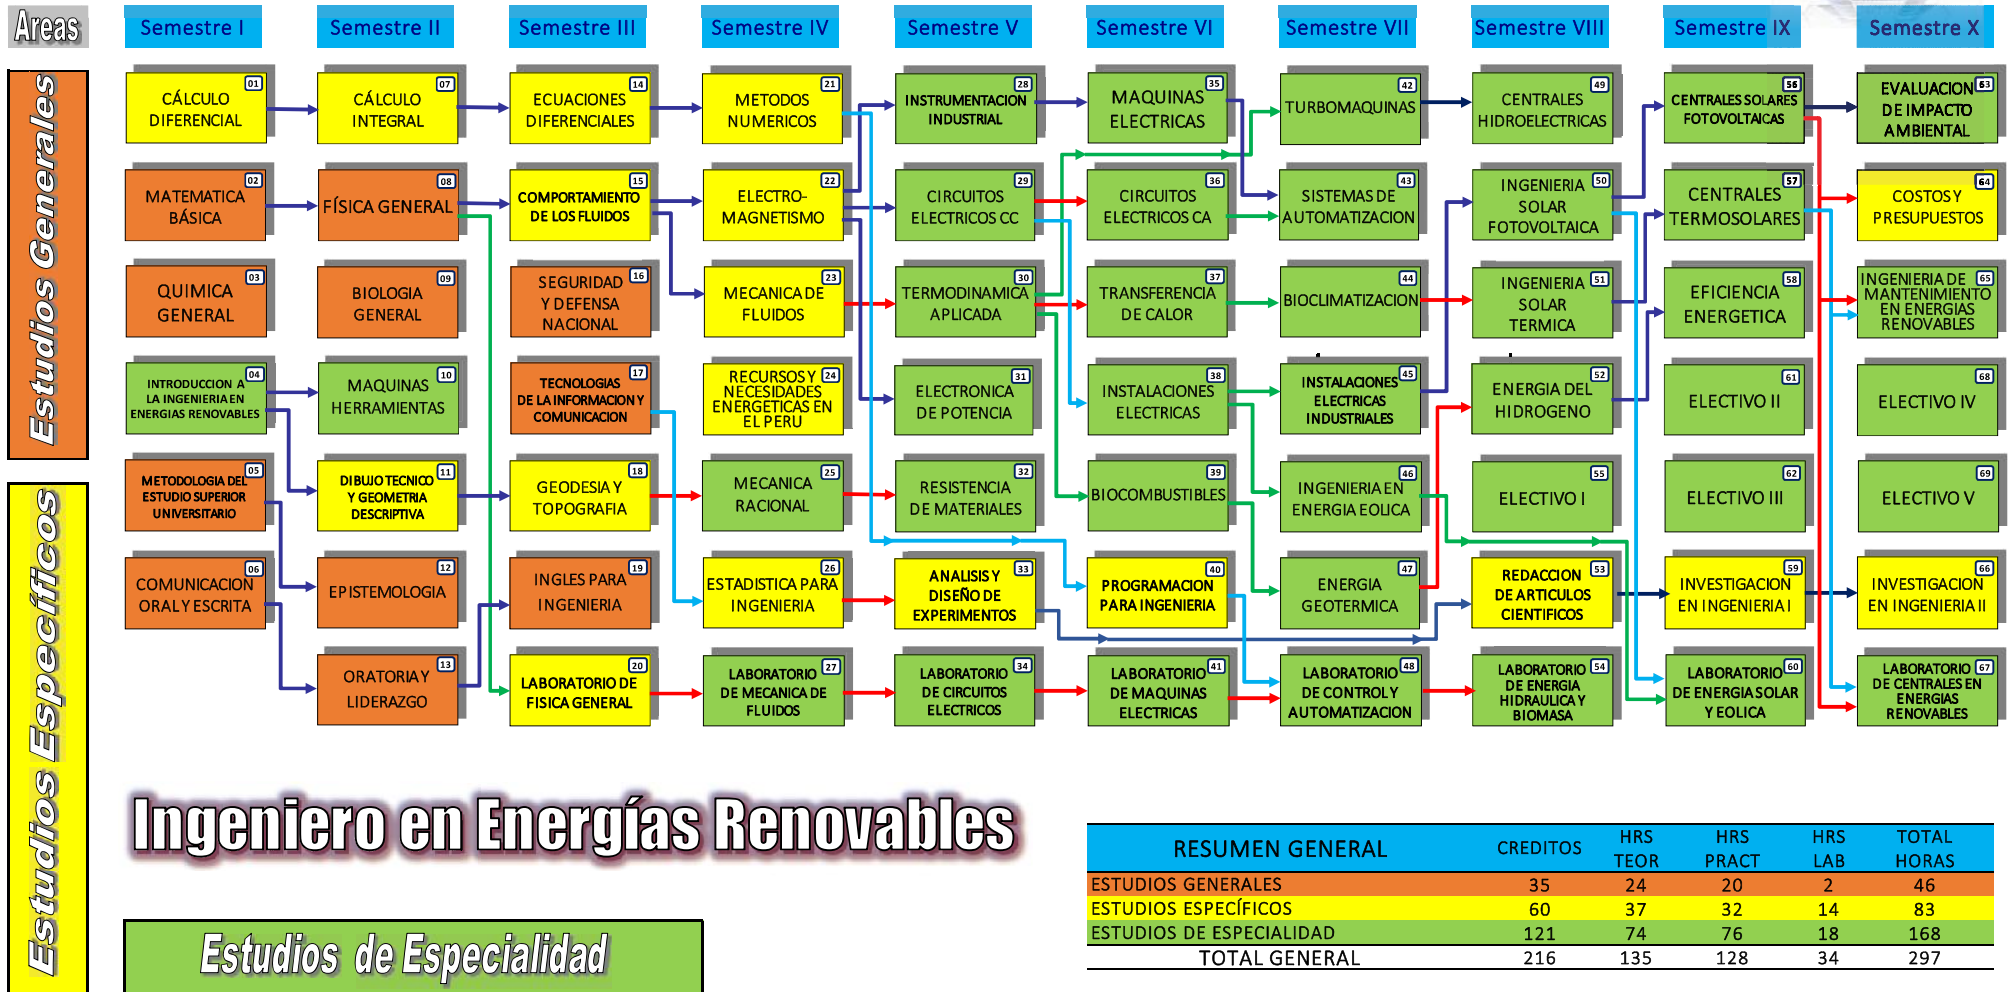 Areas
Semestre I
Semestre II
Semestre III
Semestre IV
Semestre V
Semestre VI
Semestre VII
Semestre VIII
Semestre IX
Semestre X
Estudios Generales
Estudios Específicos
01
CÁLCULO
DIFERENCIAL
07
CÁLCULO
INTEGRAL
14
ECUACIONES
DIFERENCIALES
21
METODOS
NUMERICOS
28
INSTRUMENTACION
INDUSTRIAL
35
MAQUINAS
ELECTRICAS
42
TURBOMAQUINAS
49
CENTRALES
HIDROELECTRICAS
56
CENTRALES SOLARES
FOTOVOLTAICAS
63
EVALUACION
DE IMPACTO
AMBIENTAL
02
MATEMATICA
BÁSICA
08
FÍSICA GENERAL
15
COMPORTAMIENTO
DE LOS FLUIDOS
22
ELECTRO-
MAGNETISMO
29
CIRCUITOS
ELECTRICOS CC
36
CIRCUITOS
ELECTRICOS CA
43
SISTEMAS DE
AUTOMATIZACION
50
INGENIERIA
SOLAR
FOTOVOLTAICA
57
CENTRALES
TERMOSOLARES
64
COSTOS Y
PRESUPUESTOS
03
QUIMICA
GENERAL
09
BIOLOGIA
GENERAL
16
SEGURIDAD
Y DEFENSA
NACIONAL
23
MECANICA DE
FLUIDOS
30
TERMODINAMICA
APLICADA
37
TRANSFERENCIA
DE CALOR
44
BIOCLIMATIZACION
51
INGENIERIA
SOLAR
TERMICA
58
EFICIENCIA
ENERGETICA
65
INGENIERIA DE
MANTENIMIENTO
EN ENERGIAS
RENOVABLES
04
INTRODUCCION A
LA INGENIERIA EN
ENERGIAS RENOVABLES
10
MAQUINAS
HERRAMIENTAS
17
TECNOLOGIAS
DE LA INFORMACION Y
COMUNICACION
24
RECURSOS Y
NECESIDADES
ENERGETICAS EN
EL PERU
31
ELECTRONICA
DE POTENCIA
38
INSTALACIONES
ELECTRICAS
45
INSTALACIONES
ELECTRICAS
INDUSTRIALES
52
ENERGIA DEL
HIDROGENO
61
ELECTIVO II
68
ELECTIVO IV
05
METODOLOGIA DEL
ESTUDIO SUPERIOR
UNIVERSITARIO
11
DIBUJO TECNICO
Y GEOMETRIA
DESCRIPTIVA
18
GEODESIA Y
TOPOGRAFIA
25
MECANICA
RACIONAL
32
RESISTENCIA
DE MATERIALES
39
BIOCOMBUSTIBLES
46
INGENIERIA EN
ENERGIA EOLICA
55
ELECTIVO I
62
ELECTIVO III
69
ELECTIVO V
06
COMUNICACION
ORAL Y ESCRITA
12
EPISTEMOLOGIA
19
INGLES PARA
INGENIERIA
26
ESTADISTICA PARA
INGENIERIA
33
ANALISIS Y
DISEÑO DE
EXPERIMENTOS
40
PROGRAMACION
PARA INGENIERIA
47
ENERGIA
GEOTERMICA
53
REDACCION
DE ARTICULOS
CIENTIFICOS
59
INVESTIGACION
EN INGENIERIA I
66
INVESTIGACION
EN INGENIERIA II
13
ORATORIA Y
LIDERAZGO
20
LABORATORIO DE
FISICA GENERAL
27
LABORATORIO
DE MECANICA DE
FLUIDOS
34
LABORATORIO
DE CIRCUITOS
ELECTRICOS
41
LABORATORIO
DE MAQUINAS
ELECTRICAS
48
LABORATORIO
DE CONTROL Y
AUTOMATIZACION
54
LABORATORIO
DE ENERGIA
HIDRAULICA Y
BIOMASA
60
LABORATORIO
DE ENERGIA SOLAR
Y EOLICA
67
LABORATORIO
DE CENTRALES EN
ENERGIAS
RENOVABLES
Ingeniero en Energías Renovables
Estudios de Especialidad
RESUMEN GENERAL CREDITOS HRS TEOR HRS PRACT HRS LAB TOTAL HORAS
ESTUDIOS GENERALES 35 24 20 2 46
ESTUDIOS ESPECÍFICOS 60 37 32 14 83
ESTUDIOS DE ESPECIALIDAD 121 74 76 18 168
TOTAL GENERAL 216 135 128 34 297